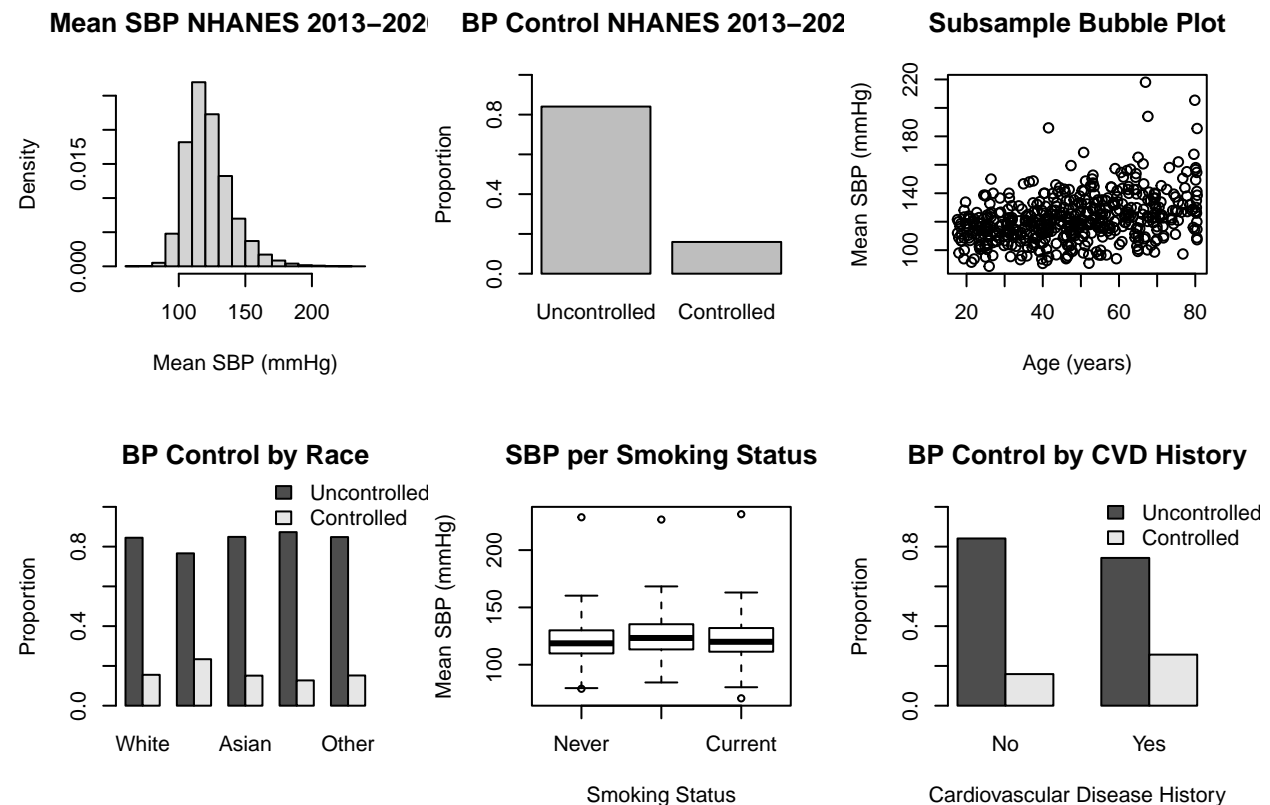 Mean SBP NHANES 2013−202
Density
0.000
0.015
100
150
200
Mean SBP (mmHg)
BP Control NHANES 2013−202
Proportion
0.0
0.4
0.8
Uncontrolled
Controlled
Subsample Bubble Plot
Mean SBP (mmHg)
100
140
180
220
20
40
60
80
Age (years)
BP Control by Race
Uncontrolled
Controlled
Proportion
0.0
0.4
0.8
White
Asian
Other
SBP per Smoking Status
Mean SBP (mmHg)
100
150
200
Never
Current
Smoking Status
BP Control by CVD History
Uncontrolled
Controlled
Proportion
0.0
0.4
0.8
No
Yes
Cardiovascular Disease History